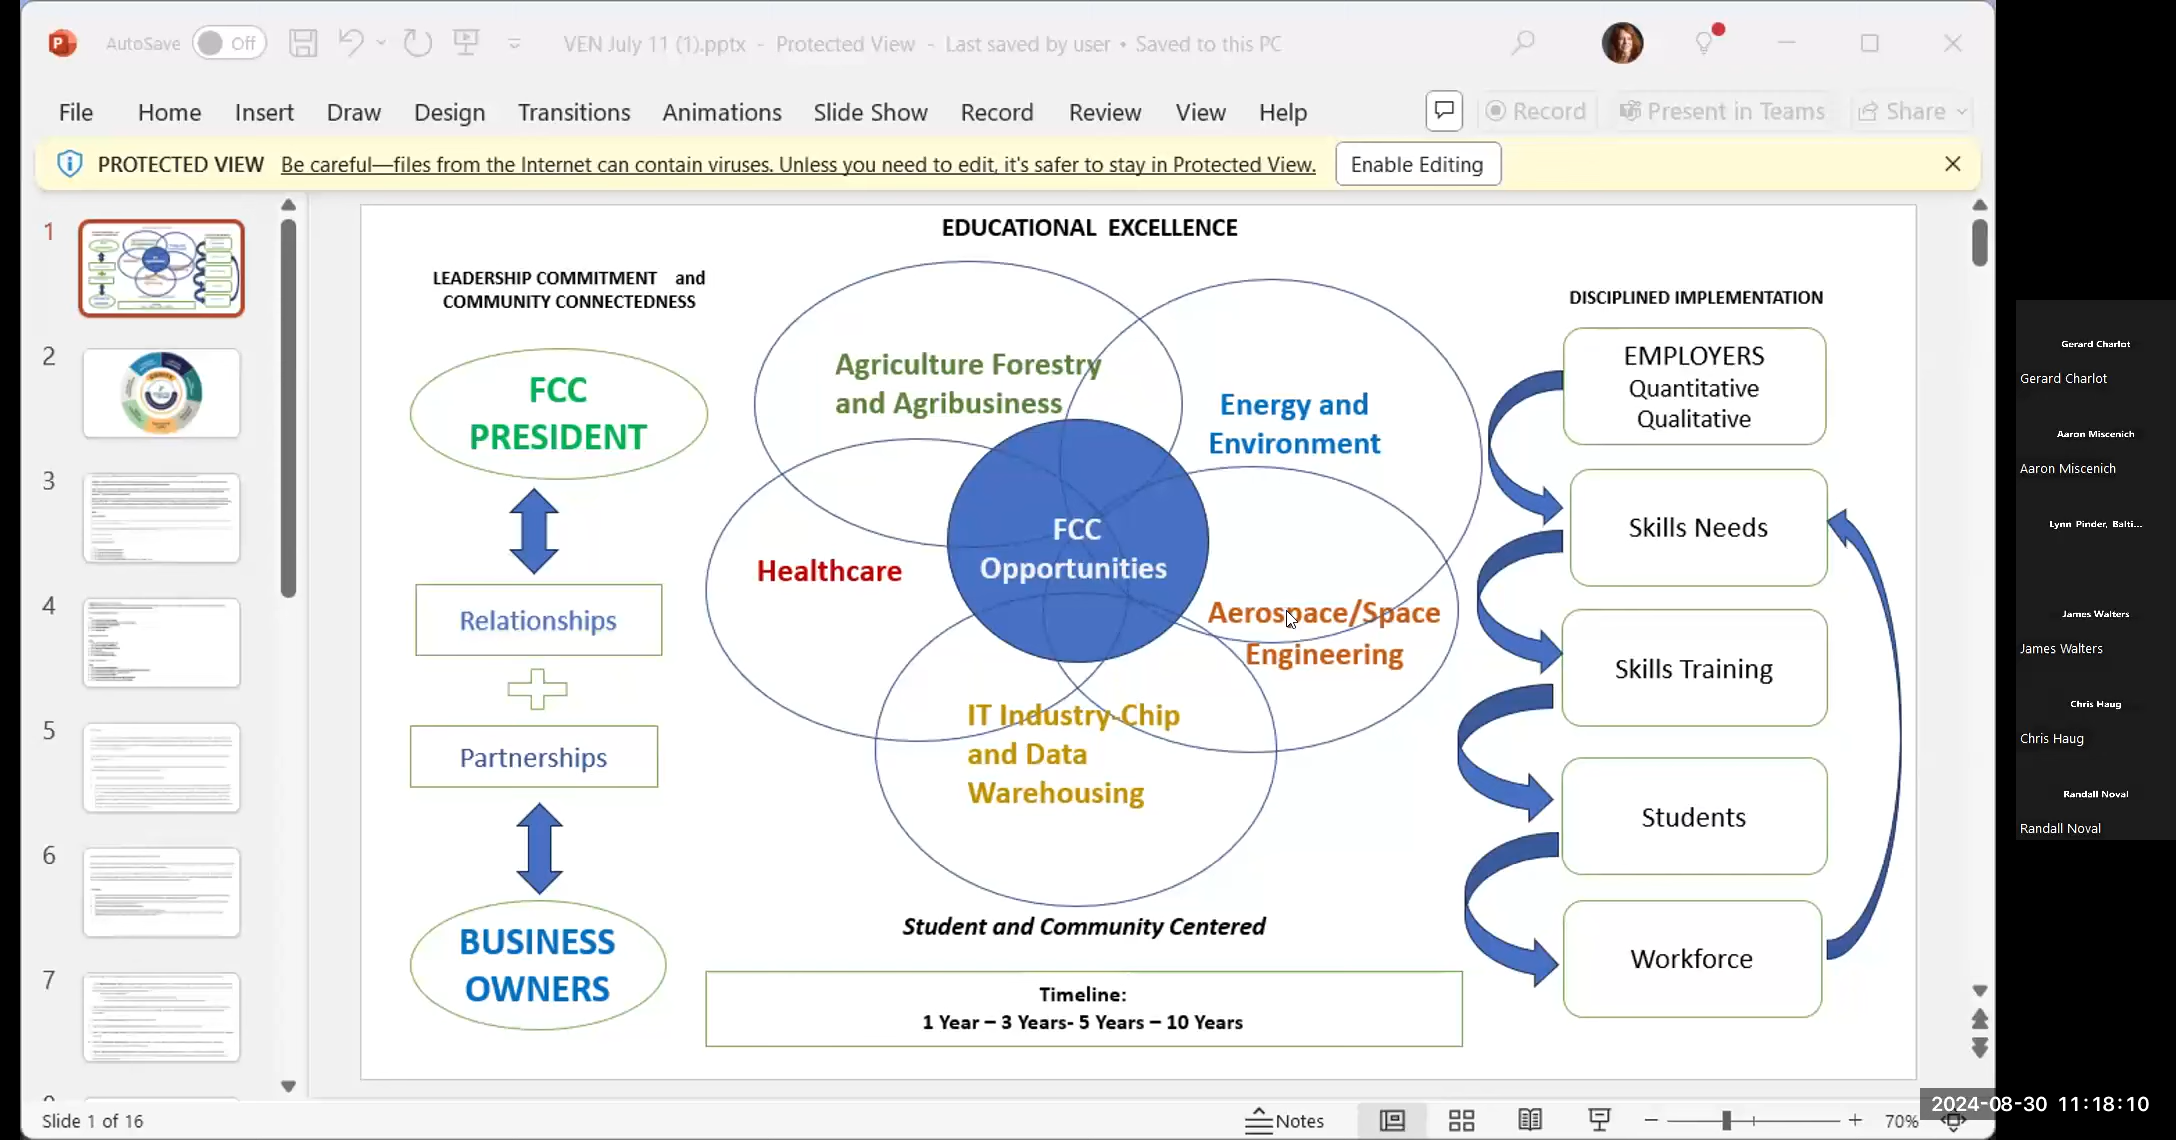 AutoSave Off VEN July 11 (1).pptx - Protected View - Last saved by user • Saved to this PC
File Home Insert Draw Design Transitions Animations Slide Show Record Review View Help Record Present in Teams Share
PROTECTED VIEW Be careful—files from the Internet can contain viruses. Unless you need to edit, it's safer to stay in Protected View. Enable Editing
1
2
3
4
5
6
7
EDUCATIONAL EXCELLENCE
LEADERSHIP COMMITMENT and
COMMUNITY CONNECTEDNESS
FCC
PRESIDENT
Relationships
Partnerships
BUSINESS
OWNERS
Agriculture Forestry
and Agribusiness
Energy and
Environment
FCC
Opportunities
Healthcare
Aerospace/Space
Engineering
IT Industry-Chip
and Data
Warehousing
Student and Community Centered
Timeline:
1 Year – 3 Years- 5 Years – 10 Years
DISCIPLINED IMPLEMENTATION
EMPLOYERS
Quantitative
Qualitative
Skills Needs
Skills Training
Students
Workforce
Gerard Charlot
Gerard Charlot
Aaron Miscenich
Aaron Miscenich
Lynn Pinder, Balti...
James Walters
James Walters
Chris Haug
Chris Haug
Randall Noval
Randall Noval
Slide 1 of 16 Notes 70%
2024-08-30 11:18:10